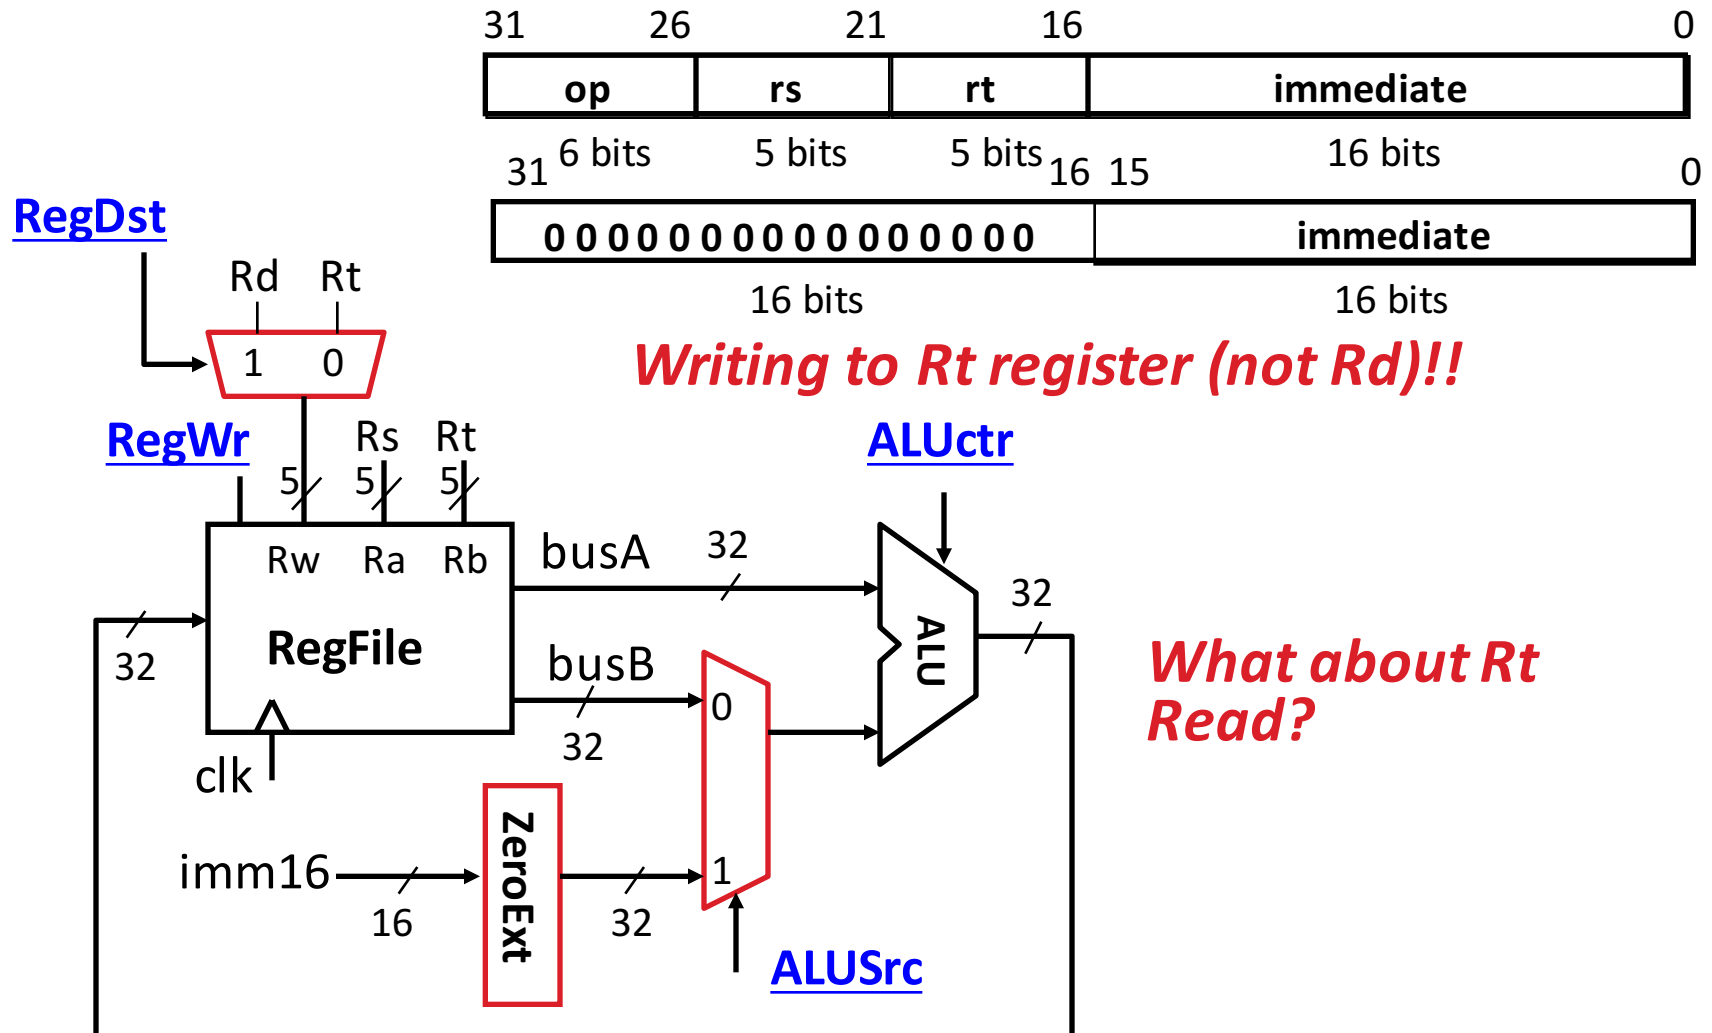 31 26 21 16 0
op rs rt immediate
6 bits 5 bits 5 bits 16 bits
31 16 15 0
0 0 0 0 0 0 0 0 0 0 0 0 0 0 0 0 immediate
16 bits 16 bits
RegDst
Rd Rt
1 0
Writing to Rt register (not Rd)!!
RegWr Rs Rt ALUctr
5 5 5
Rw Ra Rb busA 32
32
RegFile busB ALU 32
32
0
What about Rt
Read?
clk
imm16 16 ZeroExt 32 1
ALUSrc